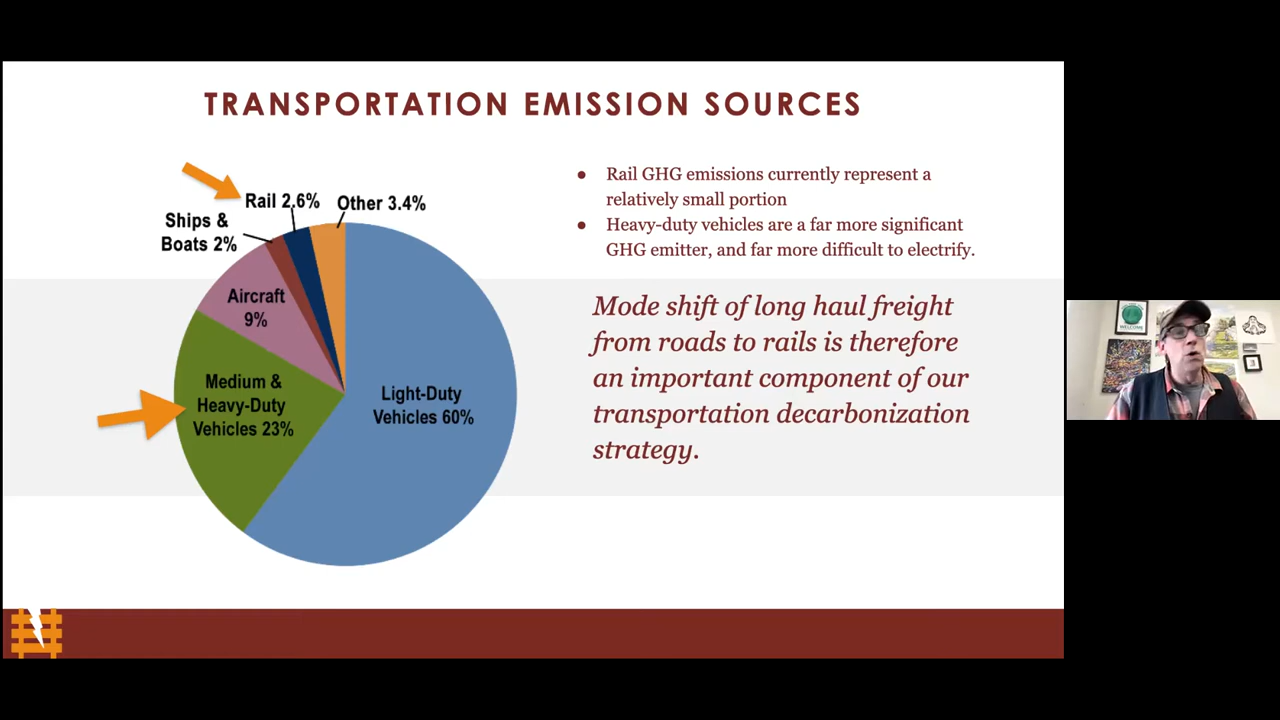 TRANSPORTATION EMISSION SOURCES
Rail 2.6%
Other 3.4%
Ships &
Boats 2%
Aircraft
9%
Medium &
Heavy-Duty
Vehicles 23%
Light-Duty
Vehicles 60%
● Rail GHG emissions currently represent a
relatively small portion
● Heavy-duty vehicles are a far more significant
GHG emitter, and far more difficult to electrify.
Mode shift of long haul freight
from roads to rails is therefore
an important component of our
transportation decarbonization
strategy.
WELCOME